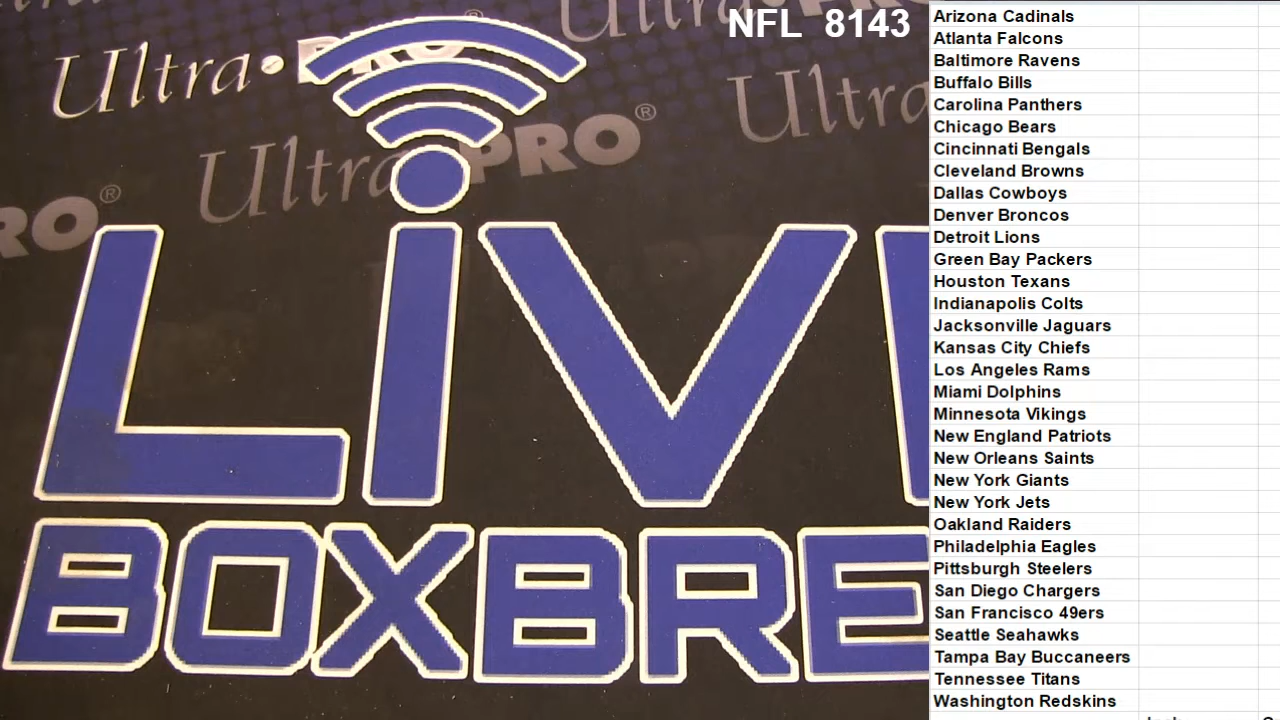 NFL 8143
Ultra
Ultra•PRO®
Ultra
Ultra PRO®
RO®
LIV
BOXBRE
Arizona Cadinals
Atlanta Falcons
Baltimore Ravens
Buffalo Bills
Carolina Panthers
Chicago Bears
Cincinnati Bengals
Cleveland Browns
Dallas Cowboys
Denver Broncos
Detroit Lions
Green Bay Packers
Houston Texans
Indianapolis Colts
Jacksonville Jaguars
Kansas City Chiefs
Los Angeles Rams
Miami Dolphins
Minnesota Vikings
New England Patriots
New Orleans Saints
New York Giants
New York Jets
Oakland Raiders
Philadelphia Eagles
Pittsburgh Steelers
San Diego Chargers
San Francisco 49ers
Seattle Seahawks
Tampa Bay Buccaneers
Tennessee Titans
Washington Redskins